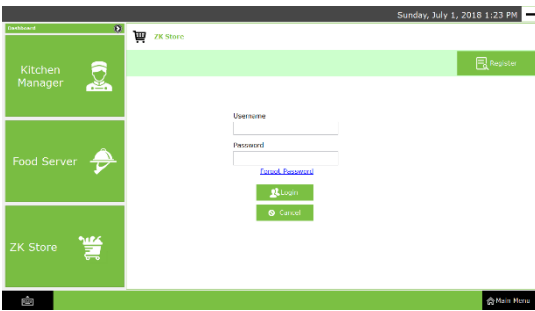 Sunday, July 1, 2018 1:23 PM
Dashboard
ZK Store
Kitchen
Manager
Register
Username
Password
Forgot Password
Login
Cancel
Food Server
ZK Store
Main Menu